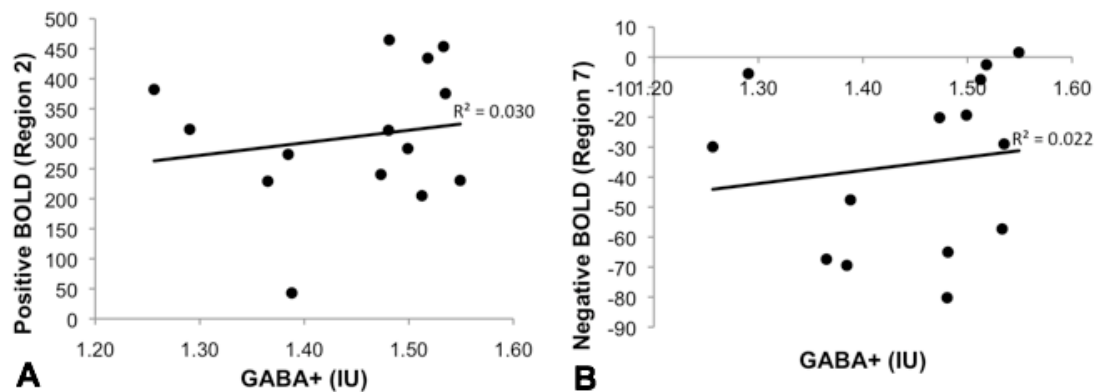 500
450
400
350
300
250
200
150
100
50
0
Positive BOLD (Region 2)
R² = 0.030
1.20 1.30 1.40 1.50 1.60
GABA+ (IU)
A
0
-10
-20
-30
-40
-50
-60
-70
-80
-90
Negative BOLD (Region 7)
1.20 1.30 1.40 1.50 1.60
R² = 0.022
GABA+ (IU)
B